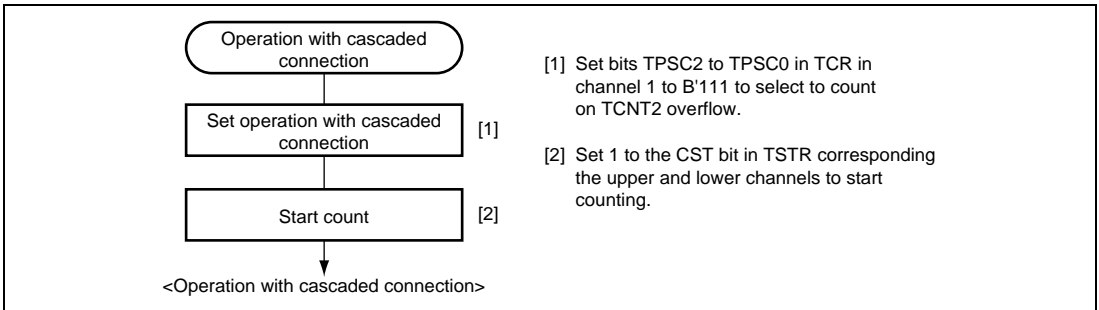 Operation with cascaded
connection
Set operation with cascaded
connection
[1]
Start count
[2]
<Operation with cascaded connection>
[1] Set bits TPSC2 to TPSC0 in TCR in
channel 1 to B'111 to select to count
on TCNT2 overflow.
[2] Set 1 to the CST bit in TSTR corresponding
the upper and lower channels to start
counting.